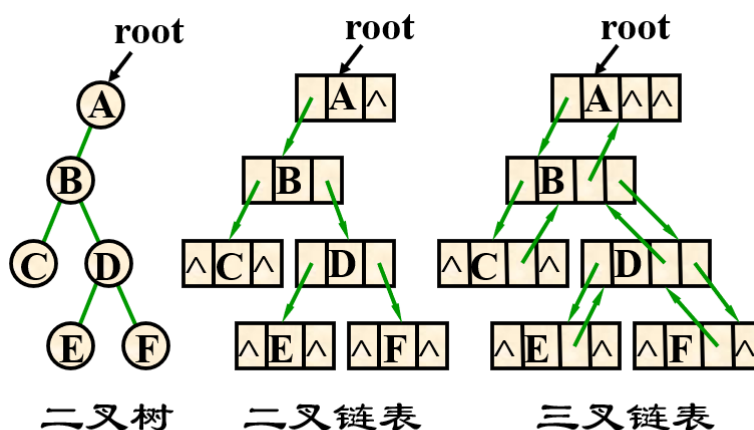 root
root
root
A
A ^
A ^ ^
B
B
B
C
D
^ C ^
D
^ C ^
D
E
F
^ E ^
^ F ^
^ E ^
^ F ^
二叉树
二叉链表
三叉链表